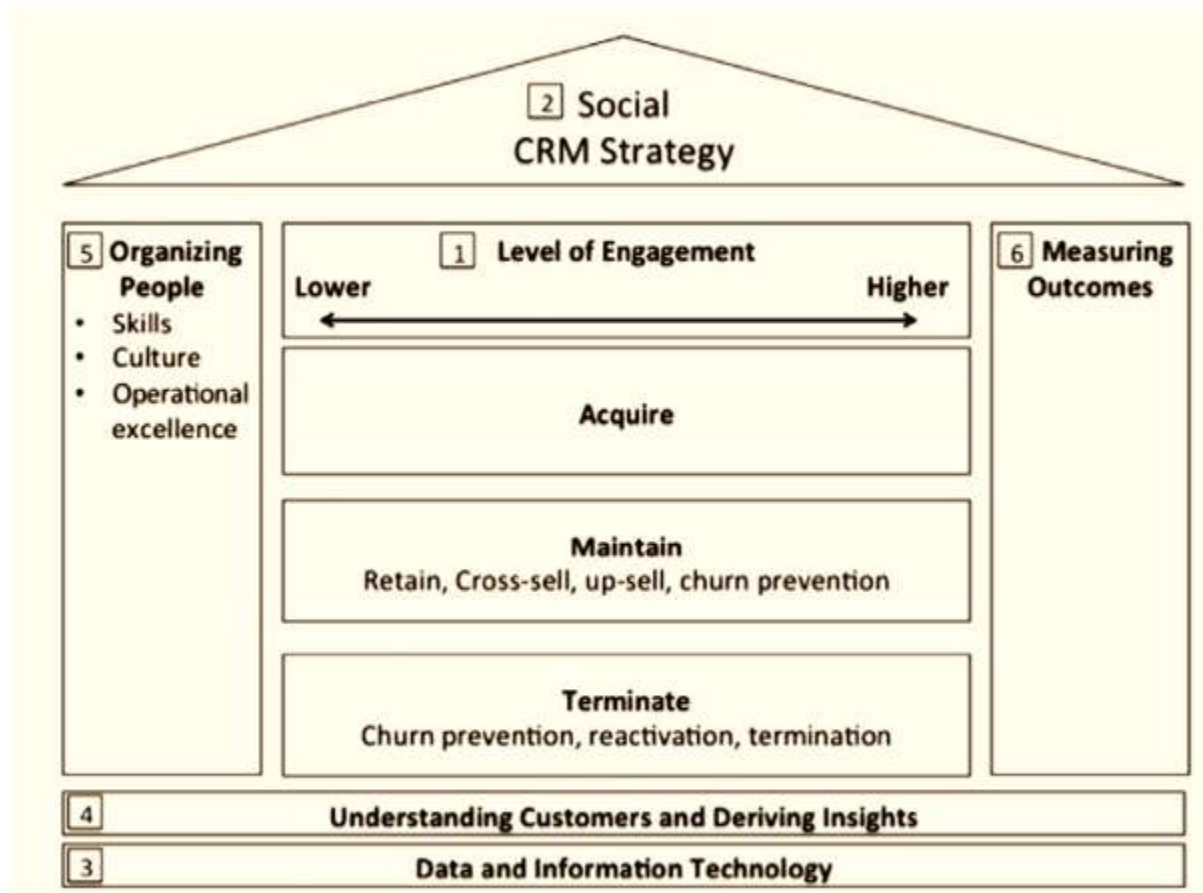 2 Social
CRM Strategy
5 Organizing
People
• Skills
• Culture
• Operational
excellence
1 Level of Engagement
Lower Higher
Acquire
Maintain
Retain, Cross-sell, up-sell, churn prevention
Terminate
Churn prevention, reactivation, termination
6 Measuring
Outcomes
4 Understanding Customers and Deriving Insights
3 Data and Information Technology